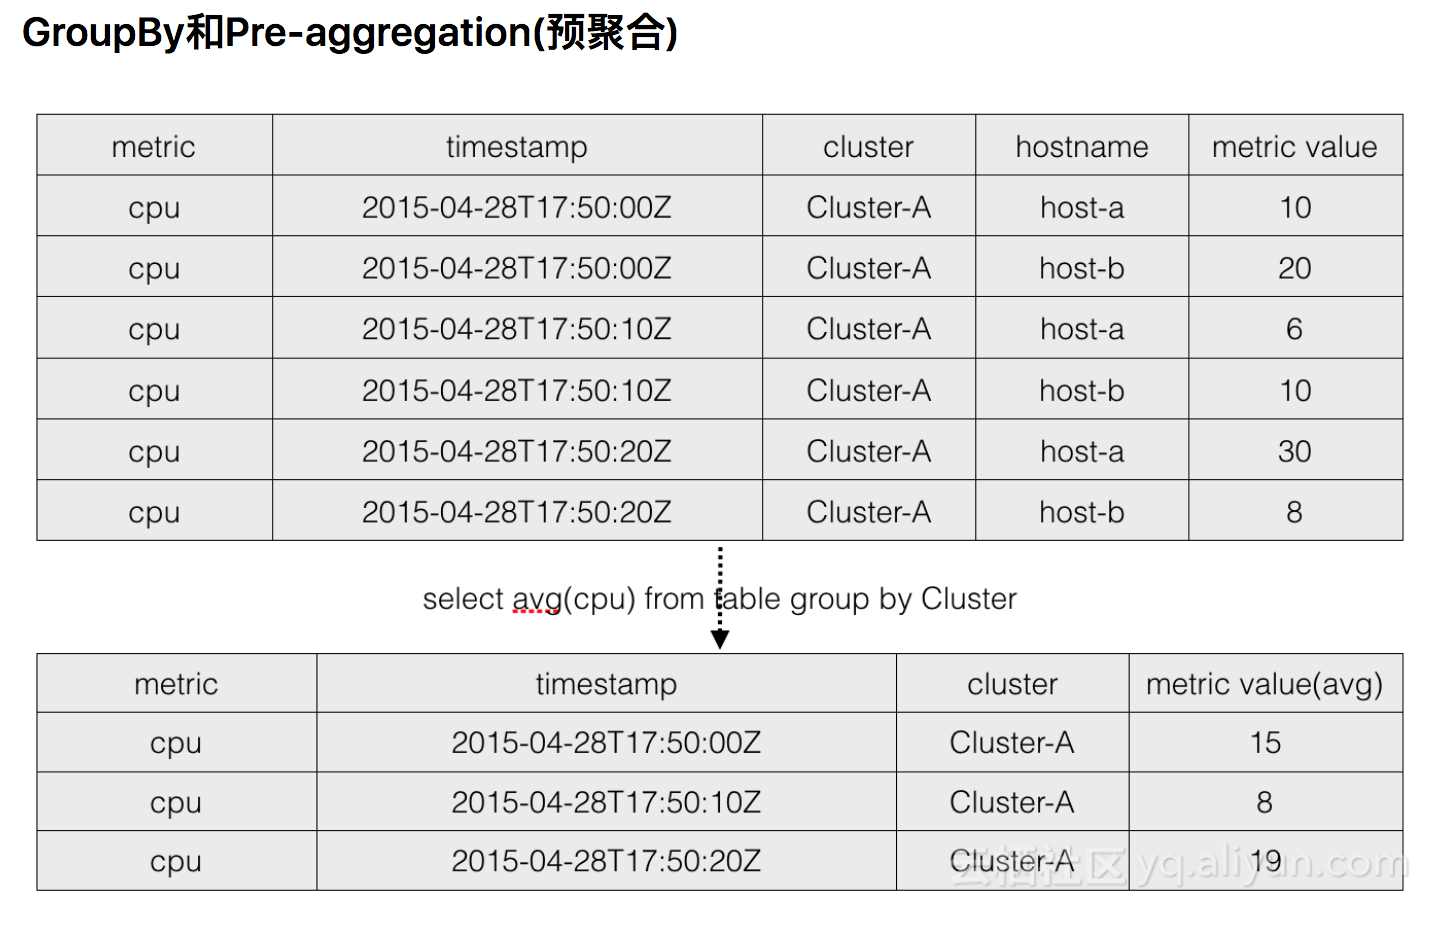 GroupBy和Pre-aggregation(预聚合)
metric timestamp cluster hostname metric value
cpu 2015-04-28T17:50:00Z Cluster-A host-a 10
cpu 2015-04-28T17:50:00Z Cluster-A host-b 20
cpu 2015-04-28T17:50:10Z Cluster-A host-a 6
cpu 2015-04-28T17:50:10Z Cluster-A host-b 10
cpu 2015-04-28T17:50:20Z Cluster-A host-a 30
cpu 2015-04-28T17:50:20Z Cluster-A host-b 8
select avg(cpu) from table group by Cluster
metric timestamp cluster metric value(avg)
cpu 2015-04-28T17:50:00Z Cluster-A 15
cpu 2015-04-28T17:50:10Z Cluster-A 8
cpu 2015-04-28T17:50:20Z Cluster-A 19
云栖社区 yq.aliyun.com